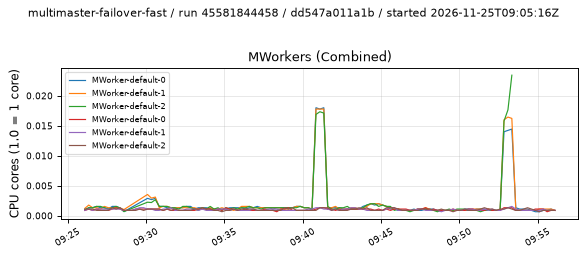 multimaster-failover-fast / run 45581844458 / dd547a011a1b / started 2026-11-25T09:05:16Z
MWorkers (Combined)
CPU cores (1.0 = 1 core)
0.020
0.015
0.010
0.005
0.000
MWorker-default-0
MWorker-default-1
MWorker-default-2
MWorker-default-0
MWorker-default-1
MWorker-default-2
09:25
09:30
09:35
09:40
09:45
09:50
09:55